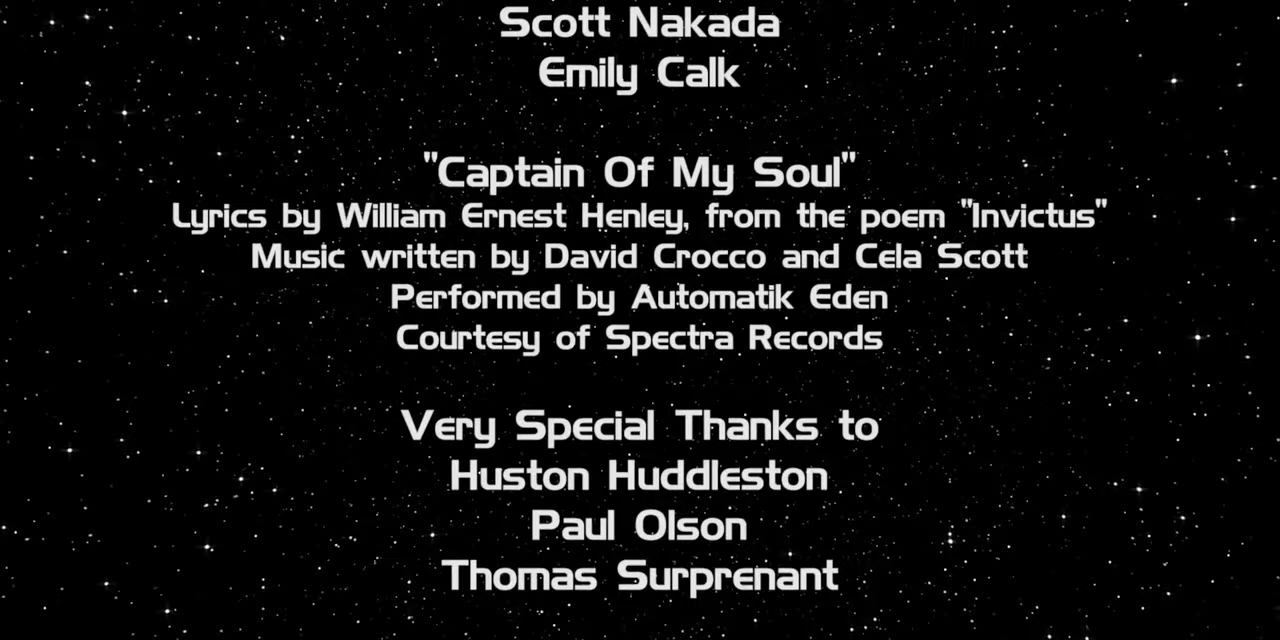 Scott Nakada
Emily Calk
"Captain Of My Soul"
Lyrics by William Ernest Henley, from the poem "Invictus"
Music written by David Crocco and Cela Scott
Performed by Automatik Eden
Courtesy of Spectra Records
Very Special Thanks to
Huston Huddleston
Paul Olson
Thomas Surprenant